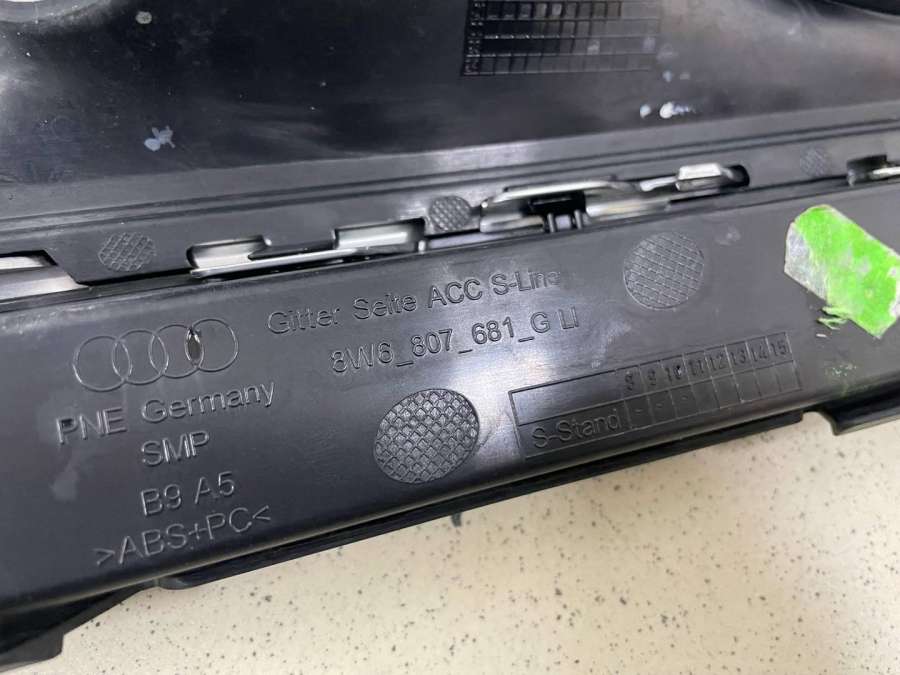 Gitter Seite ACC S-Line
8W6_807_681_G LI
PNE Germany
SMP
B9 A5
>ABS+PC<
8 9 10 11 12 13 14 15
S-Stand - - -